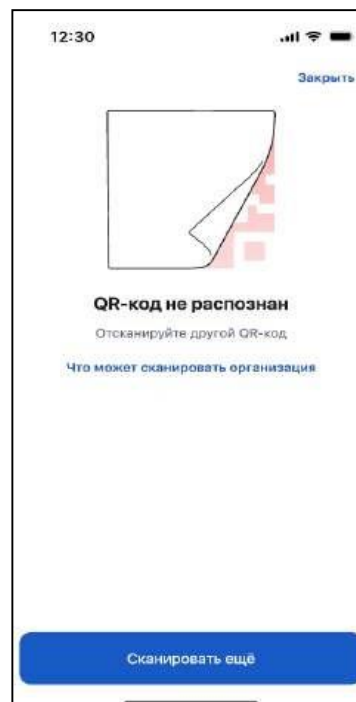 12:30
Закрыть
QR-код не распознан
Отсканируйте другой QR-код
Что может сканировать организация
Сканировать ещё